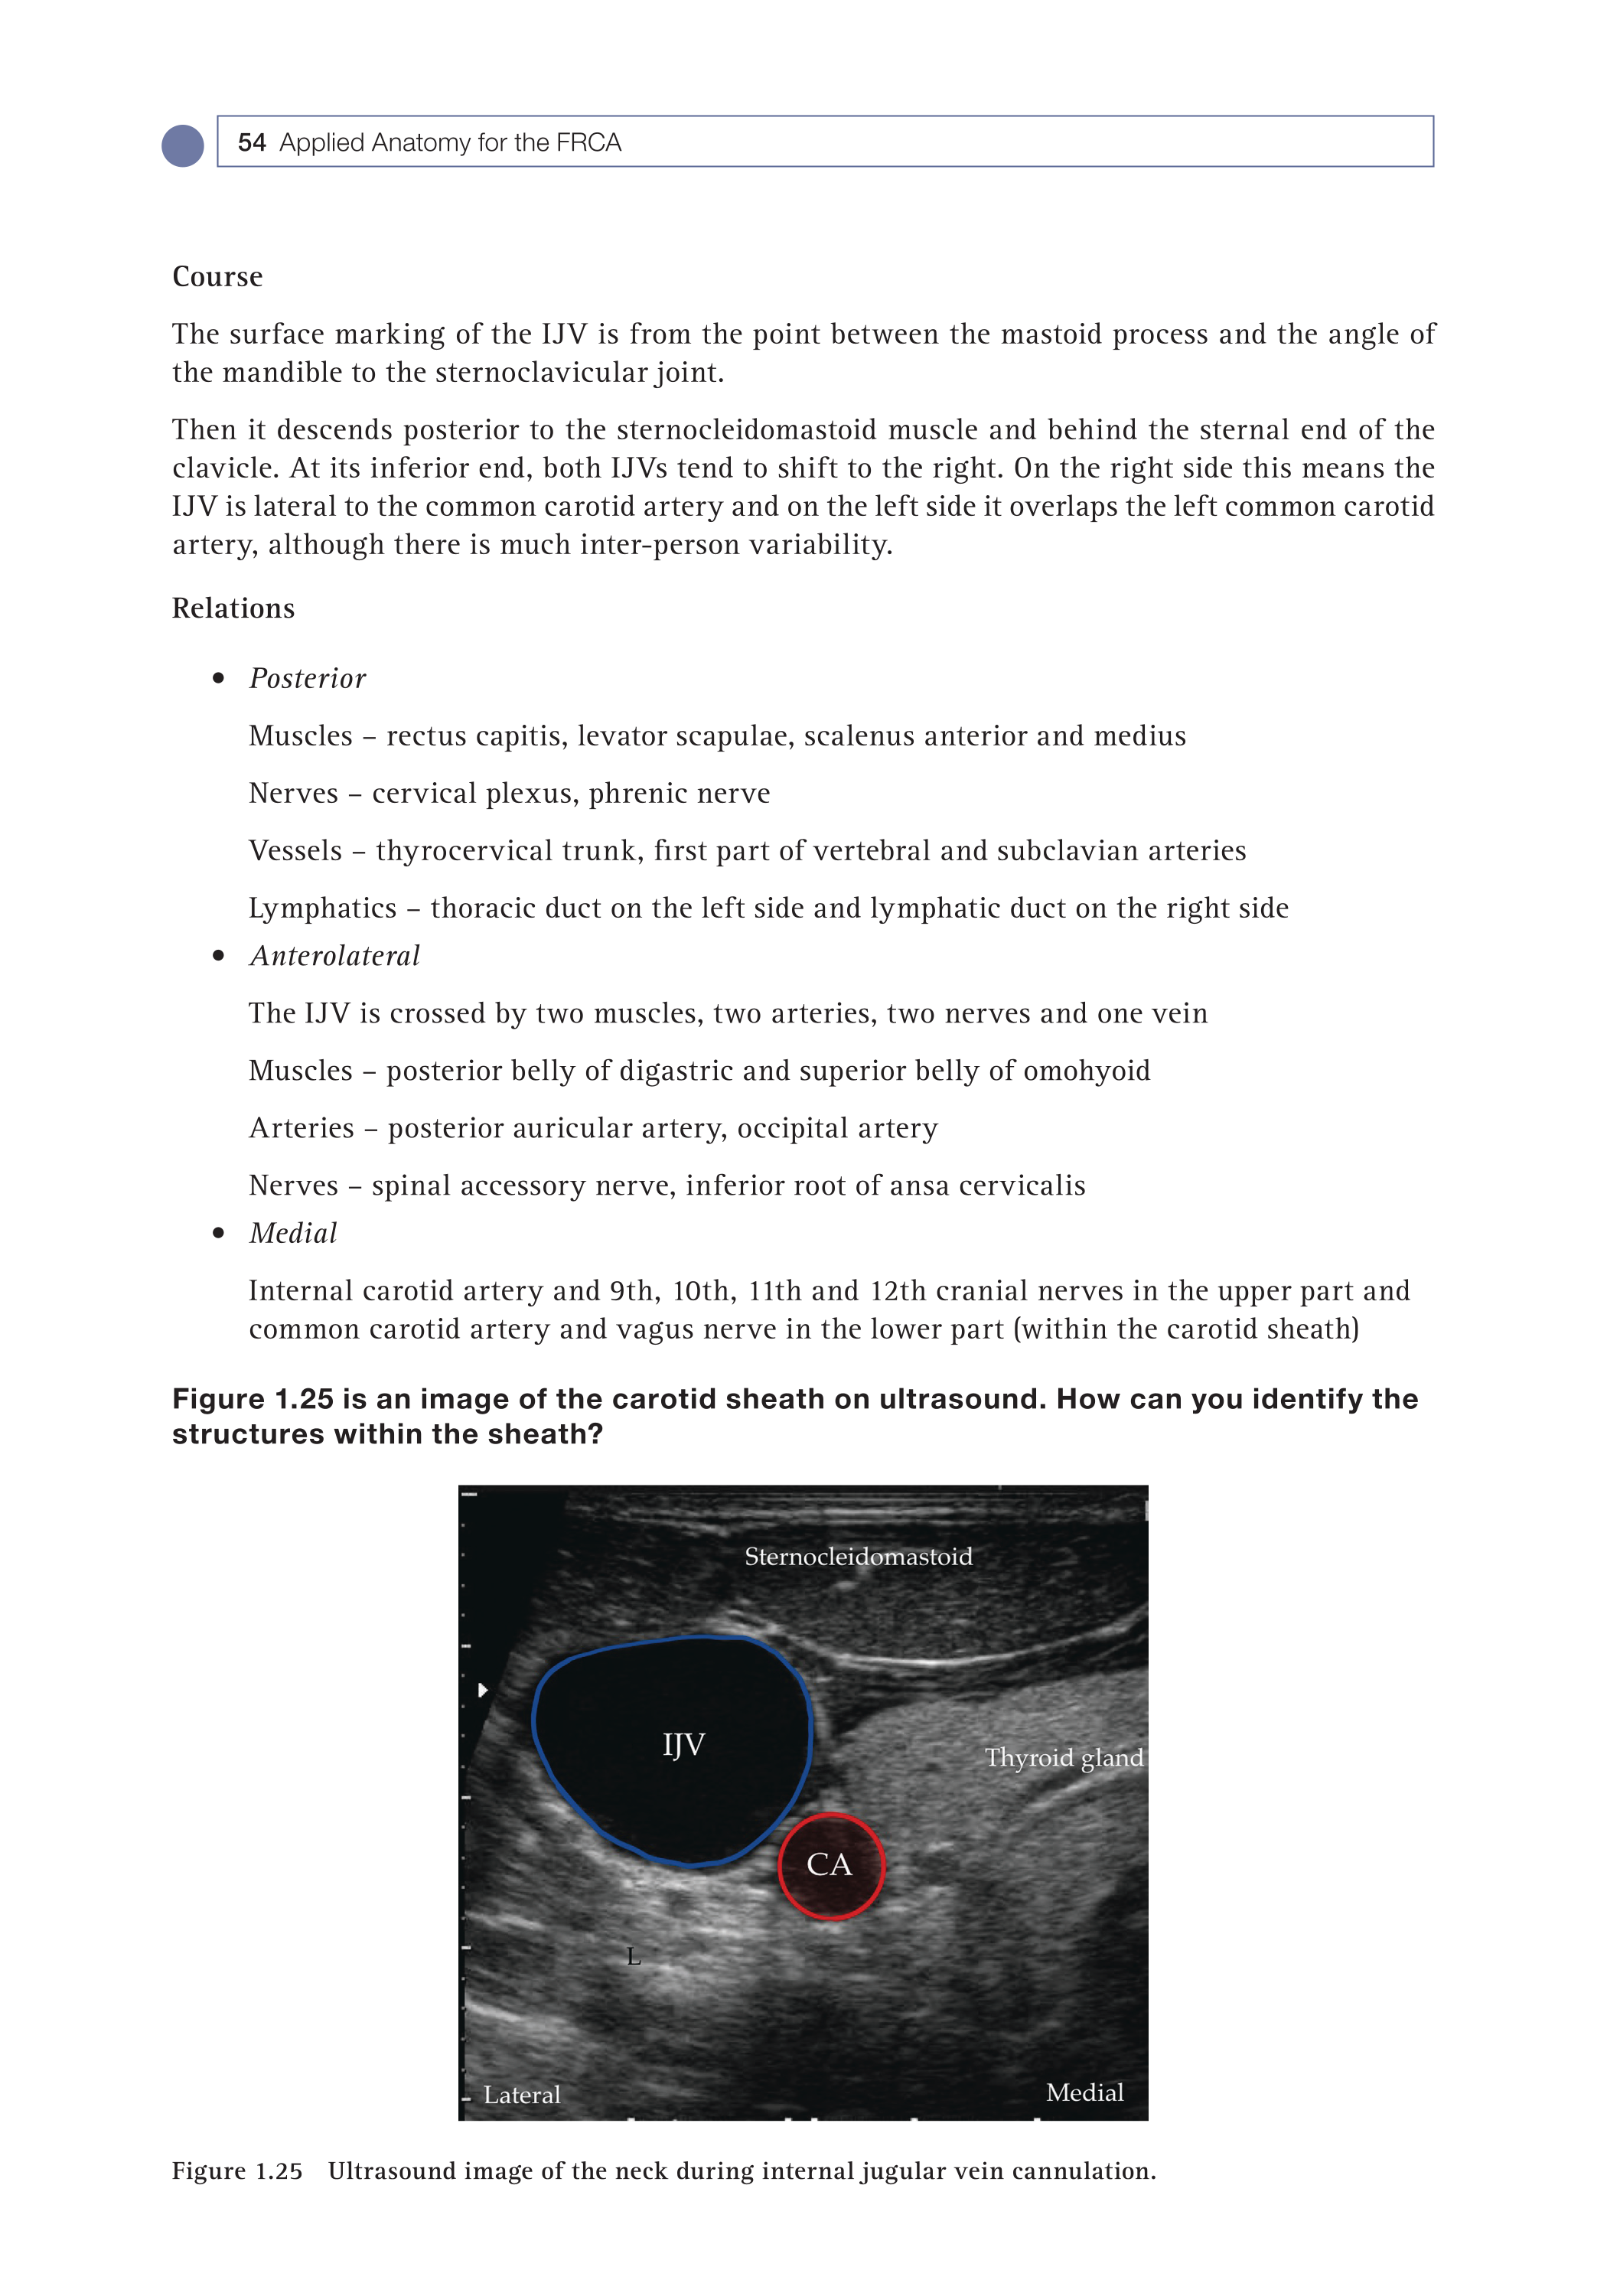 54 Applied Anatomy for the FRCA
Course
The surface marking of the IJV is from the point between the mastoid process and the angle of
the mandible to the sternoclavicular joint.
Then it descends posterior to the sternocleidomastoid muscle and behind the sternal end of the
clavicle. At its inferior end, both IJVs tend to shift to the right. On the right side this means the
IJV is lateral to the common carotid artery and on the left side it overlaps the left common carotid
artery, although there is much inter-person variability.
Relations
• Posterior
Muscles – rectus capitis, levator scapulae, scalenus anterior and medius
Nerves – cervical plexus, phrenic nerve
Vessels – thyrocervical trunk, first part of vertebral and subclavian arteries
Lymphatics – thoracic duct on the left side and lymphatic duct on the right side
• Anterolateral
The IJV is crossed by two muscles, two arteries, two nerves and one vein
Muscles – posterior belly of digastric and superior belly of omohyoid
Arteries – posterior auricular artery, occipital artery
Nerves – spinal accessory nerve, inferior root of ansa cervicalis
• Medial
Internal carotid artery and 9th, 10th, 11th and 12th cranial nerves in the upper part and
common carotid artery and vagus nerve in the lower part (within the carotid sheath)
Figure 1.25 is an image of the carotid sheath on ultrasound. How can you identify the
structures within the sheath?
Sternocleidomastoid
IJV
Thyroid gland
CA
L
Lateral
Medial
Figure 1.25 Ultrasound image of the neck during internal jugular vein cannulation.